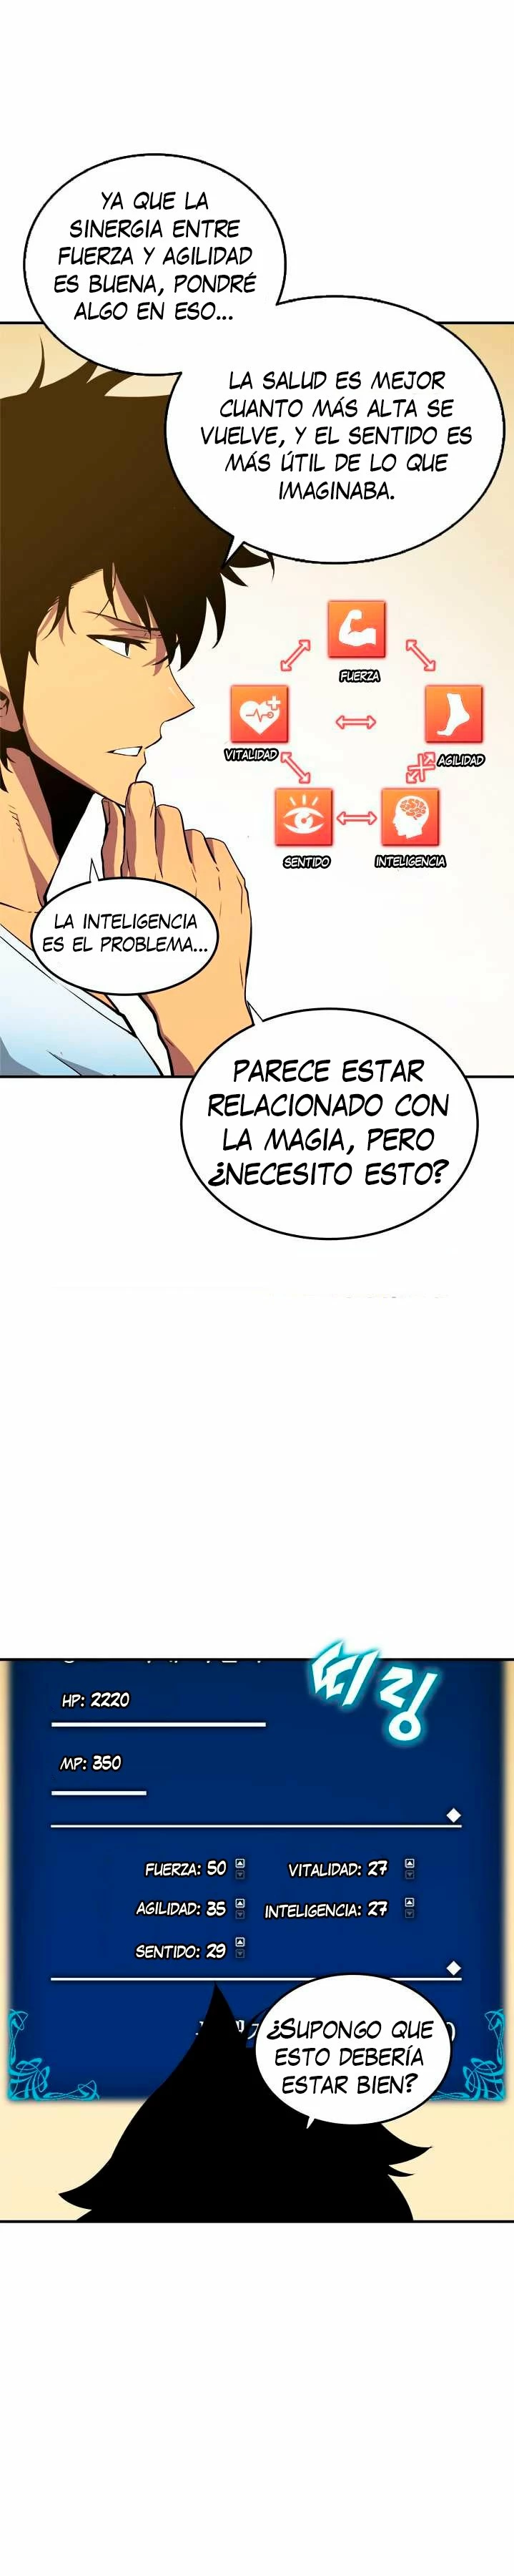 YA QUE LA
SINERGIA ENTRE
FUERZA Y AGILIDAD
ES BUENA, PONDRÉ
ALGO EN ESO...
LA SALUD ES MEJOR
CUANTO MÁS ALTA SE
VUELVE, Y EL SENTIDO ES
MÁS ÚTIL DE LO QUE
IMAGINABA.
FUERZA
VITALIDAD
AGILIDAD
SENTIDO
INTELIGENCIA
LA INTELIGENCIA
ES EL PROBLEMA...
PARECE ESTAR
RELACIONADO CON
LA MAGIA, PERO
¿NECESITO ESTO?
띠링
HP: 2220
MP: 350
FUERZA: 50
VITALIDAD: 27
AGILIDAD: 35
INTELIGENCIA: 27
SENTIDO: 29
¿SUPONGO QUE
ESTO DEBERÍA
ESTAR BIEN?